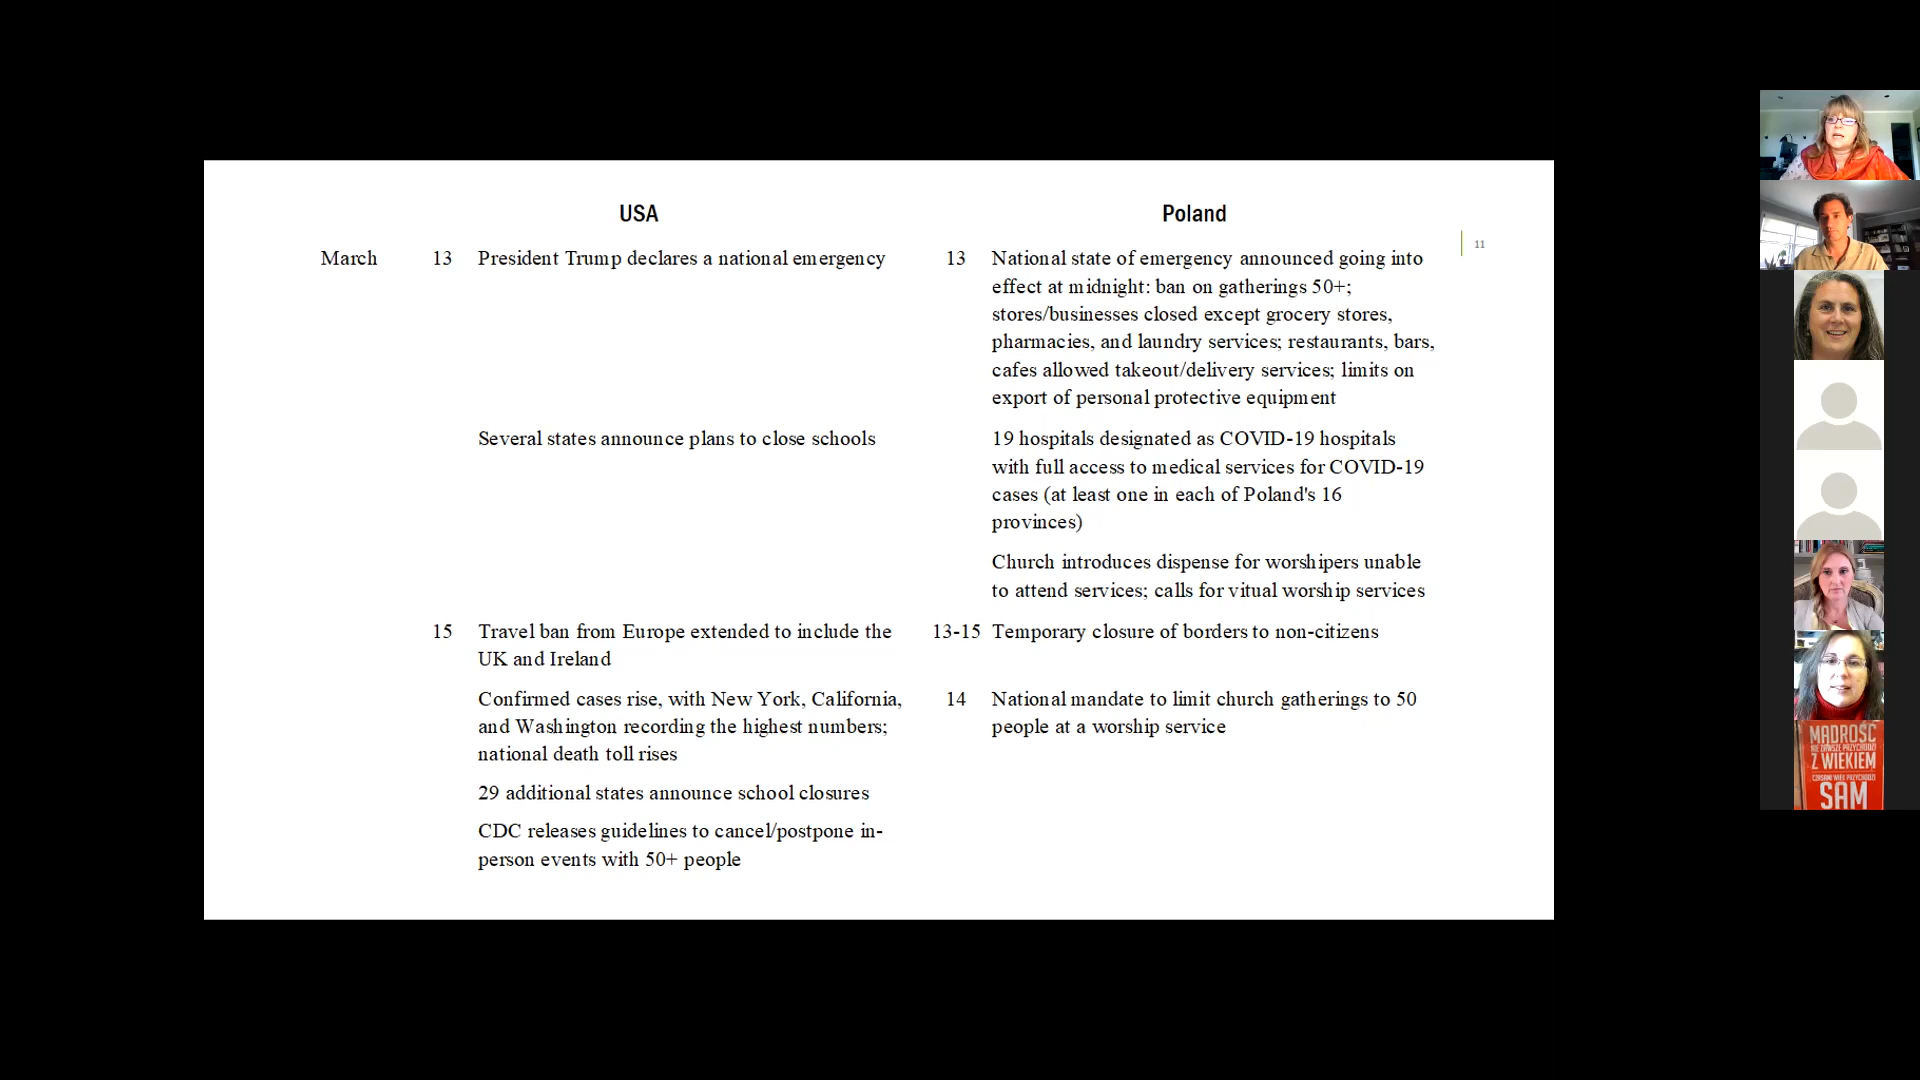 USA
Poland
11
March 13 President Trump declares a national emergency
13 National state of emergency announced going into
effect at midnight: ban on gatherings 50+;
stores/businesses closed except grocery stores,
pharmacies, and laundry services; restaurants, bars,
cafes allowed takeout/delivery services; limits on
export of personal protective equipment
Several states announce plans to close schools
19 hospitals designated as COVID-19 hospitals
with full access to medical services for COVID-19
cases (at least one in each of Poland's 16
provinces)
Church introduces dispense for worshipers unable
to attend services; calls for vitual worship services
15 Travel ban from Europe extended to include the
UK and Ireland
13-15 Temporary closure of borders to non-citizens
Confirmed cases rise, with New York, California,
and Washington recording the highest numbers;
national death toll rises
14 National mandate to limit church gatherings to 50
people at a worship service
29 additional states announce school closures
CDC releases guidelines to cancel/postpone in-
person events with 50+ people
MĄDROŚĆ
NIE ZAWSZE PRZYCHODZI
Z WIEKIEM
CZASAMI WIEK PRZYCHODZI
SAM